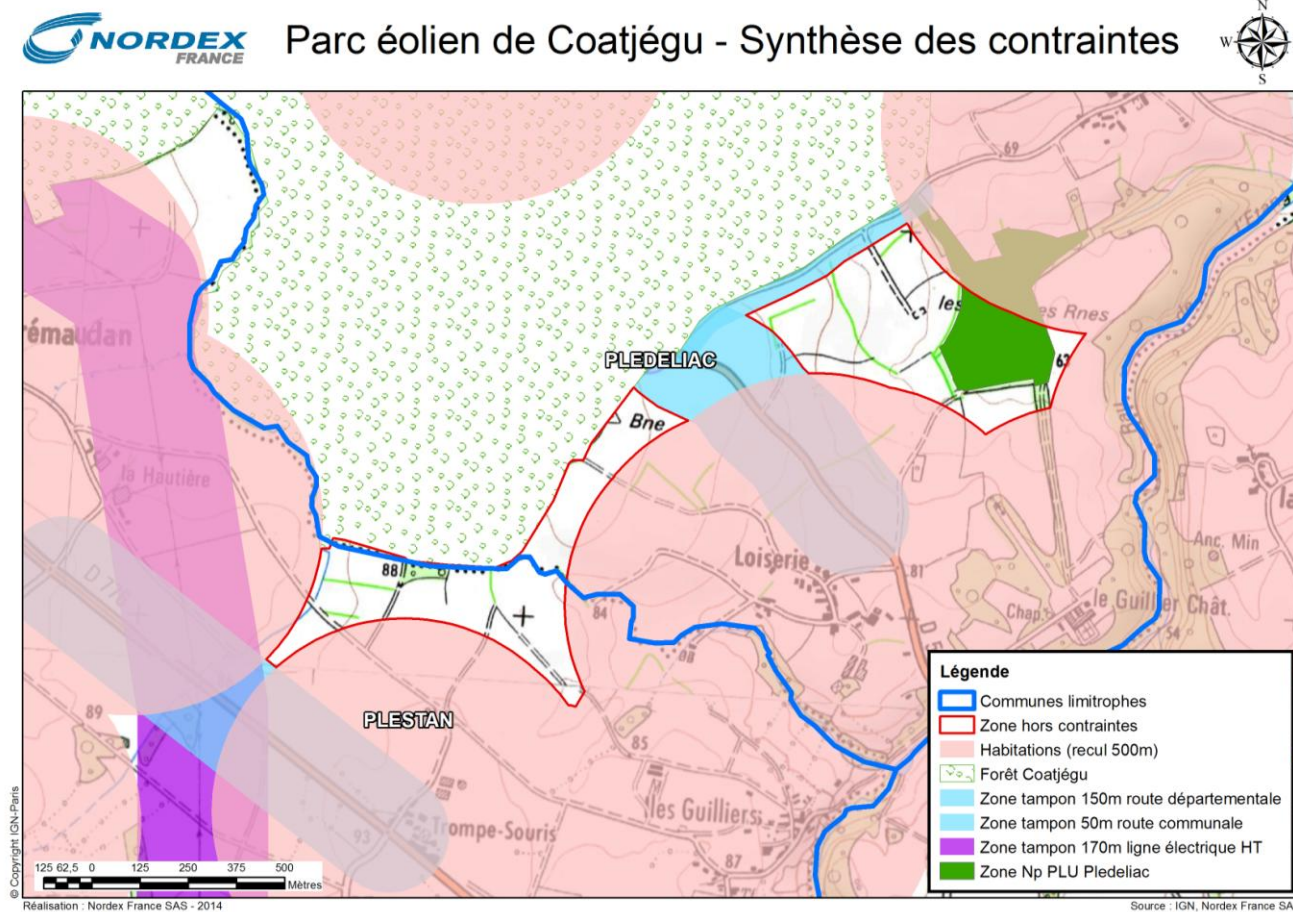 NORDEX
FRANCE
Parc éolien de Coatjégu - Synthèse des contraintes
N
W
S
69
les
es Rnes
63
émaudan
PLEDELIAC
Bne
la Hautière
88
Loiserie
81
Anc. Min
84
Chap.
le Guillier Chât.
54
89
PLESTAN
85
les Guilliers
93
Trompe-Souris
87
Légende
Communes limitrophes
Zone hors contraintes
Habitations (recul 500m)
Forêt Coatjégu
Zone tampon 150m route départementale
Zone tampon 50m route communale
Zone tampon 170m ligne électrique HT
Zone Np PLU Pledeliac
125 62,5 0 125 250 375 500
Mètres
© Copyright IGN-Paris
Réalisation : Nordex France SAS - 2014
Source : IGN, Nordex France SA